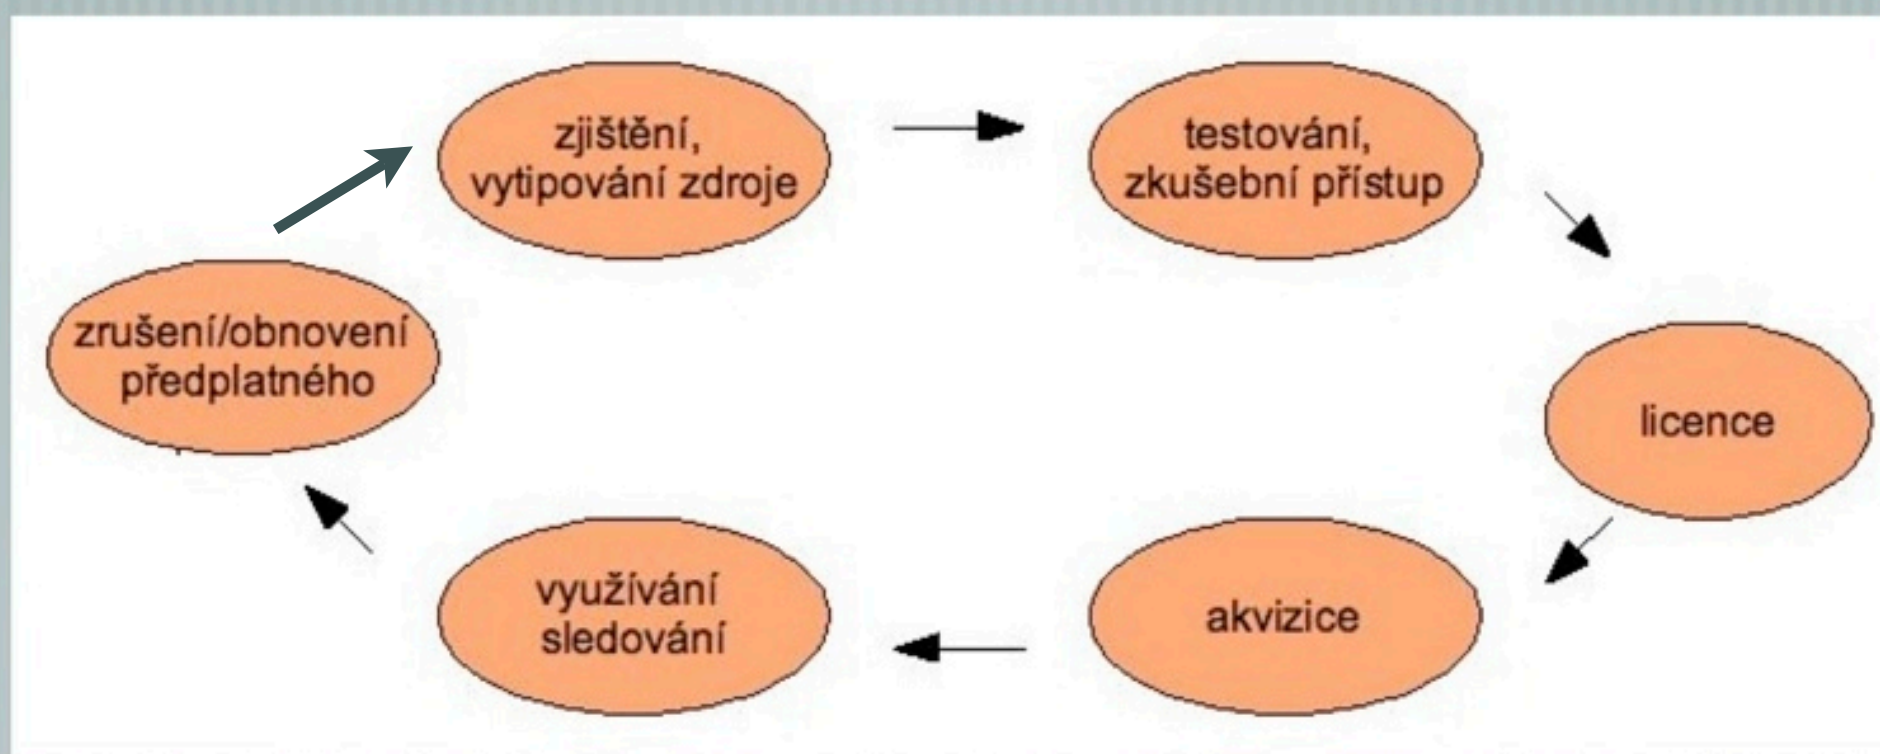 zjištění,
vytipování zdroje
testování,
zkušební přístup
zrušení/obnovení
předplatného
licence
využívání
sledování
akvizice